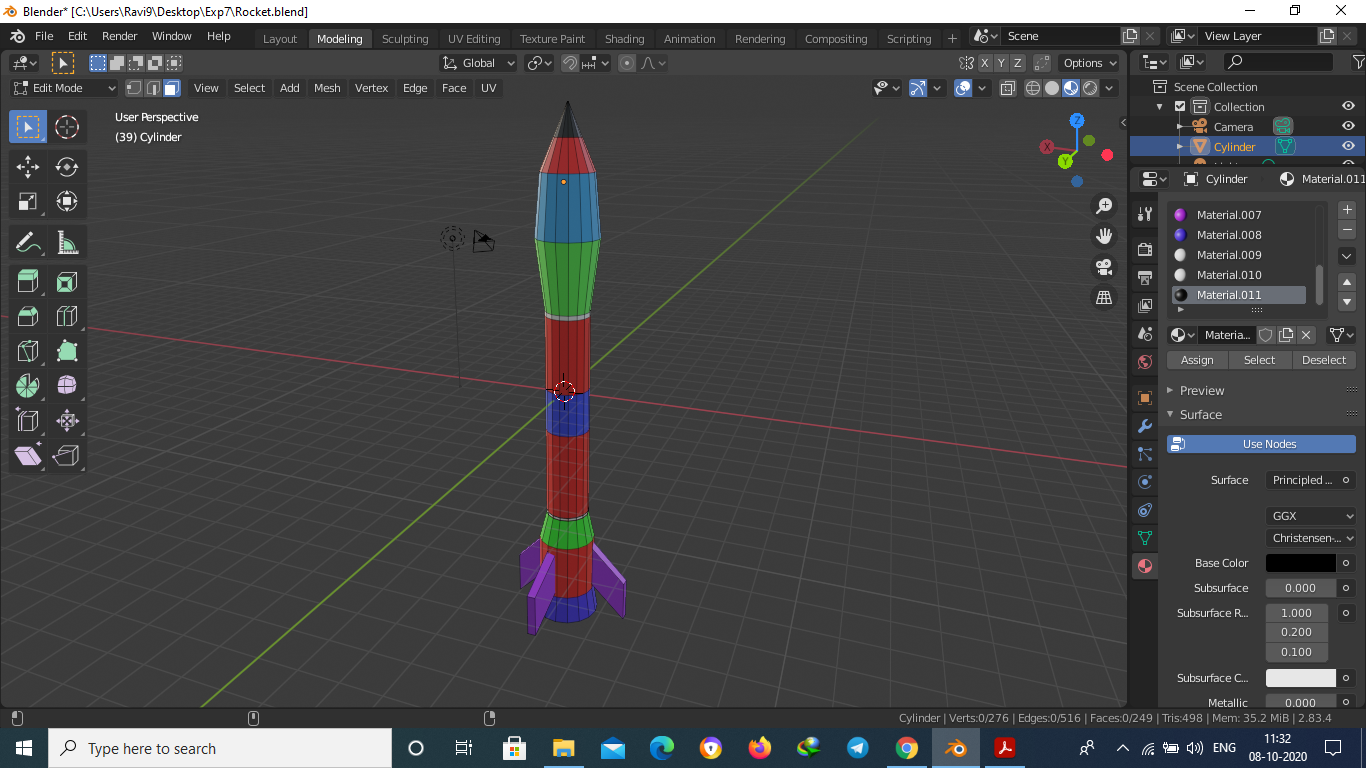 Blender* [C:\Users\Ravi9\Desktop\Exp7\Rocket.blend]
File Edit Render Window Help Layout Modeling Sculpting UV Editing Texture Paint Shading Animation Rendering Compositing Scripting + Scene View Layer
Global X Y Z Options
Edit Mode View Select Add Mesh Vertex Edge Face UV
User Perspective
(39) Cylinder
Z
X
Y
Scene Collection
Collection
Camera
Cylinder
Cylinder Material.011
Material.007
Material.008
Material.009
Material.010
Material.011
Materia...
Assign Select Deselect
Preview
Surface
Use Nodes
Surface Principled ...
GGX
Christensen-...
Base Color
Subsurface 0.000
Subsurface R... 1.000
0.200
0.100
Subsurface C...
Metallic 0.000
Cylinder | Verts:0/276 | Edges:0/516 | Faces:0/249 | Tris:498 | Mem: 35.2 MiB | 2.83.4
Type here to search
ENG
11:32
08-10-2020